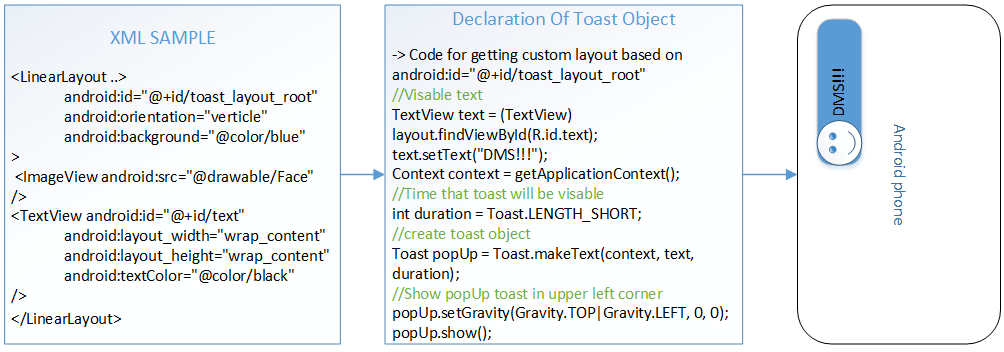 XML SAMPLE
<LinearLayout ..>
android:id="@+id/toast_layout_root"
android:orientation="verticle"
android:background="@color/blue"
>
<ImageView android:src="@drawable/Face"
/>
<TextView android:id="@+id/text"
android:layout_width="wrap_content"
android:layout_height="wrap_content"
android:textColor="@color/black"
/>
</LinearLayout>
Declaration Of Toast Object
-> Code for getting custom layout based on
android:id="@+id/toast_layout_root"
//Visable text
TextView text = (TextView)
layout.findViewById(R.id.text);
text.setText("DMS!!!");
Context context = getApplicationContext();
//Time that toast will be visable
int duration = Toast.LENGTH_SHORT;
//create toast object
Toast popUp = Toast.makeText(context, text,
duration);
//Show popUp toast in upper left corner
popUp.setGravity(Gravity.TOP|Gravity.LEFT, 0, 0);
popUp.show();
DMS!!!
Android phone